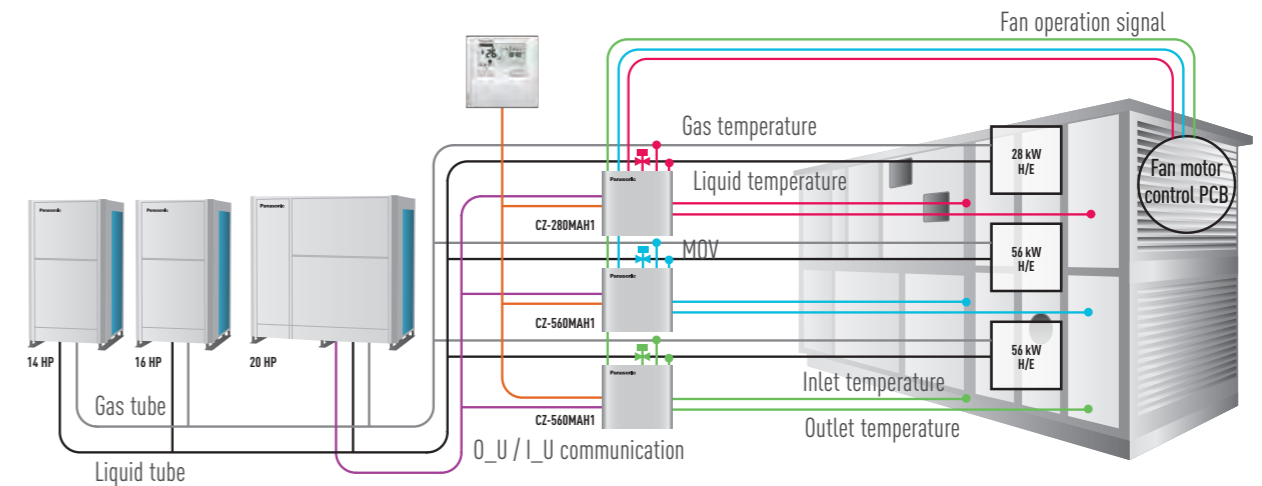 Fan operation signal
Gas temperature
Liquid temperature
28 kW
H/E
Fan motor
control PCB
Panasonic
CZ-280MAH1
MOV
56 kW
H/E
Panasonic
Panasonic
Panasonic
Panasonic
CZ-560MAH1
56 kW
H/E
14 HP
16 HP
20 HP
Panasonic
Inlet temperature
Gas tube
CZ-560MAH1
Outlet temperature
O_U / I_U communication
Liquid tube